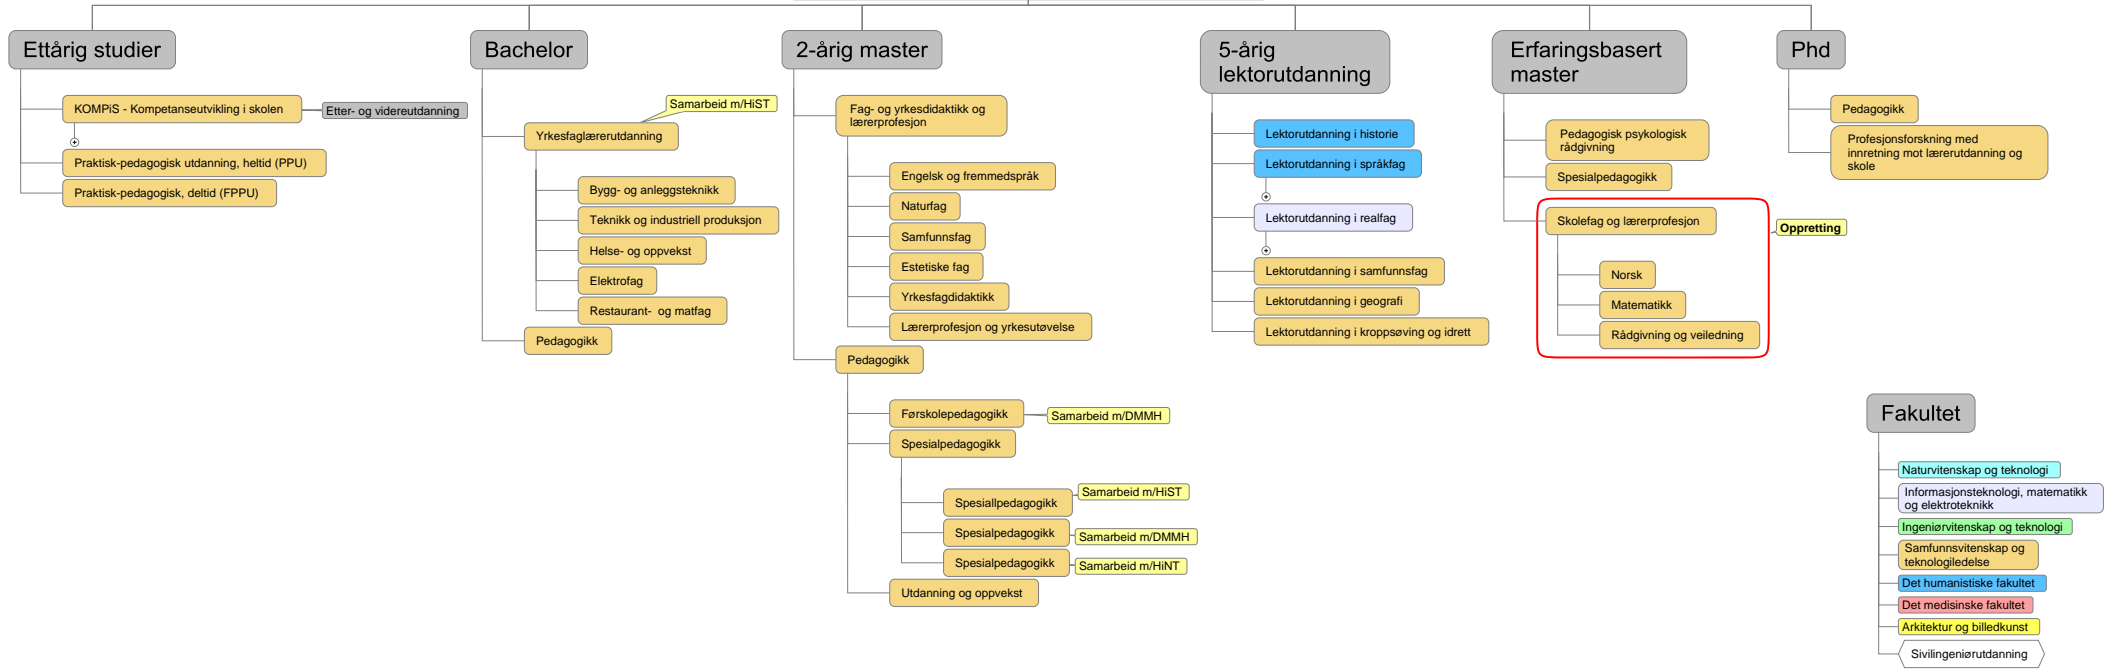 Ettårig studier
KOMPiS - Kompetanseutvikling i skolen
Etter- og videreutdanning
Praktisk-pedagogisk utdanning, heltid (PPU)
Praktisk-pedagogisk, deltid (FPPU)
Bachelor
Samarbeid m/HiST
Yrkesfaglærerutdanning
Bygg- og anleggsteknikk
Teknikk og industriell produksjon
Helse- og oppvekst
Elektrofag
Restaurant- og matfag
Pedagogikk
2-årig master
Fag- og yrkesdidaktikk og
lærerprofesjon
Engelsk og fremmedspråk
Naturfag
Samfunnsfag
Estetiske fag
Yrkesfagdidaktikk
Lærerprofesjon og yrkesutøvelse
Pedagogikk
Førskolepedagogikk
Samarbeid m/DMMH
Spesialpedagogikk
Spesiallpedagogikk
Samarbeid m/HiST
Spesialpedagogikk
Samarbeid m/DMMH
Spesialpedagogikk
Samarbeid m/HiNT
Utdanning og oppvekst
5-årig
lektorutdanning
Lektorutdanning i historie
Lektorutdanning i språkfag
Lektorutdanning i realfag
Lektorutdanning i samfunnsfag
Lektorutdanning i geografi
Lektorutdanning i kroppsøving og idrett
Erfaringsbasert
master
Pedagogisk psykologisk
rådgivning
Spesialpedagogikk
Skolefag og lærerprofesjon
Oppretting
Norsk
Matematikk
Rådgivning og veiledning
Phd
Pedagogikk
Profesjonsforskning med
innretning mot lærerutdanning og
skole
Fakultet
Naturvitenskap og teknologi
Informasjonsteknologi, matematikk
og elektroteknikk
Ingeniørvitenskap og teknologi
Samfunnsvitenskap og
teknologiledelse
Det humanistiske fakultet
Det medisinske fakultet
Arkitektur og billedkunst
Sivilingeniørutdanning